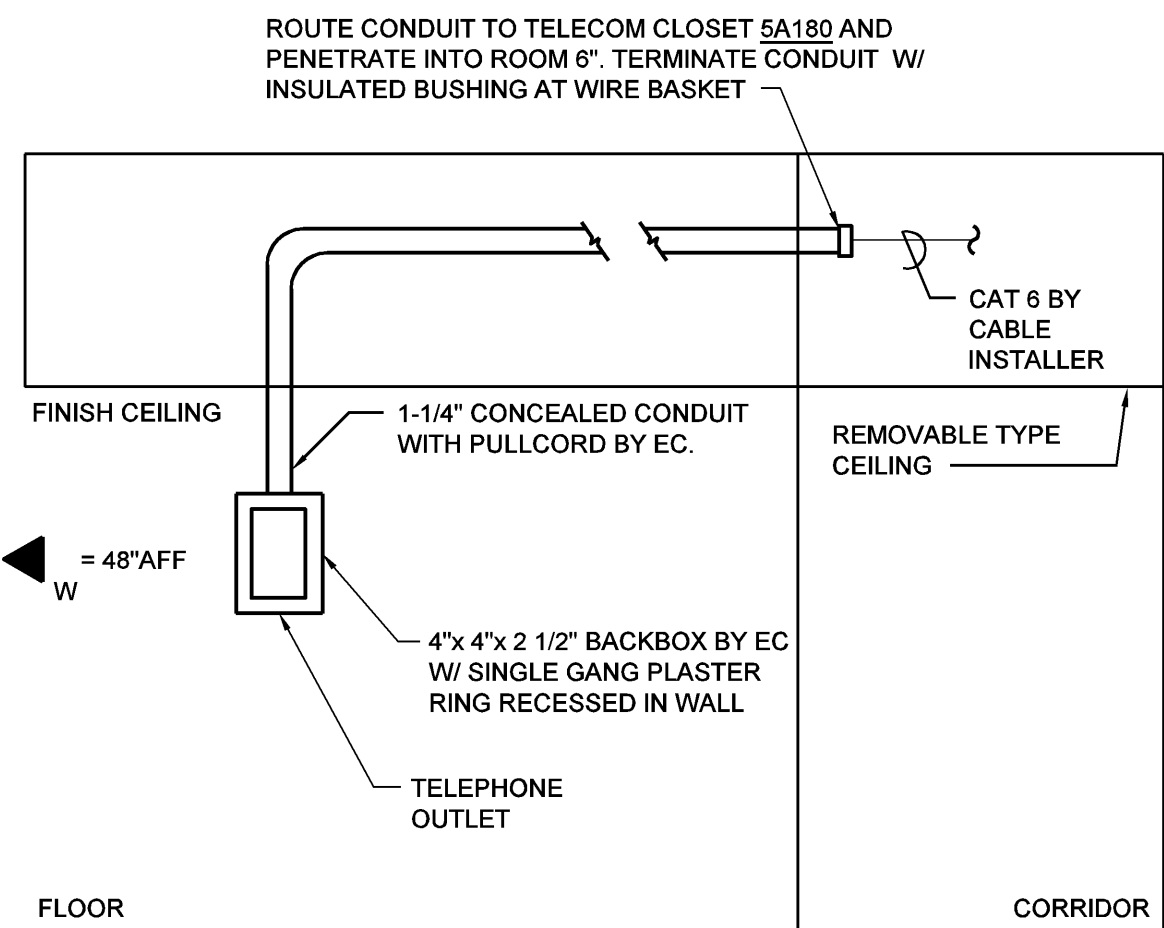 ROUTE CONDUIT TO TELECOM CLOSET 5A180 AND
PENETRATE INTO ROOM 6". TERMINATE CONDUIT W/
INSULATED BUSHING AT WIRE BASKET
CAT 6 BY
CABLE
INSTALLER
FINISH CEILING
1-1/4" CONCEALED CONDUIT
WITH PULLCORD BY EC.
REMOVABLE TYPE
CEILING
W = 48"AFF
4"x 4"x 2 1/2" BACKBOX BY EC
W/ SINGLE GANG PLASTER
RING RECESSED IN WALL
TELEPHONE
OUTLET
FLOOR
CORRIDOR